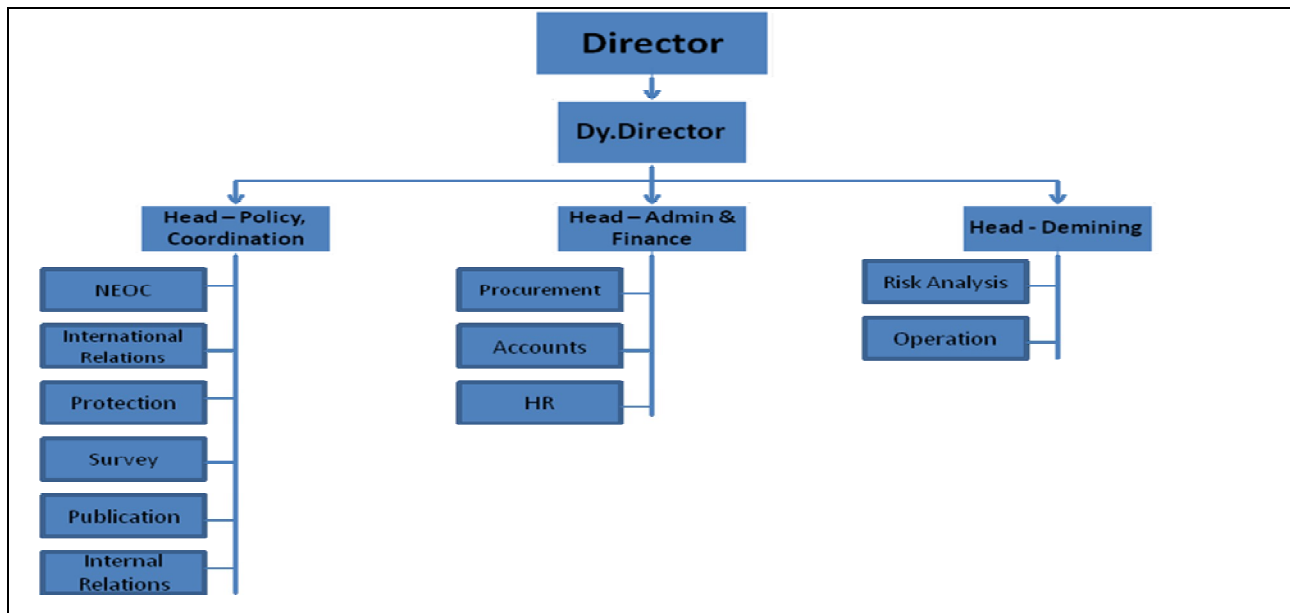 Director
Dy.Director
Head – Policy,
Coordination
NEOC
International
Relations
Protection
Survey
Publication
Internal
Relations
Head – Admin &
Finance
Procurement
Accounts
HR
Head - Demining
Risk Analysis
Operation